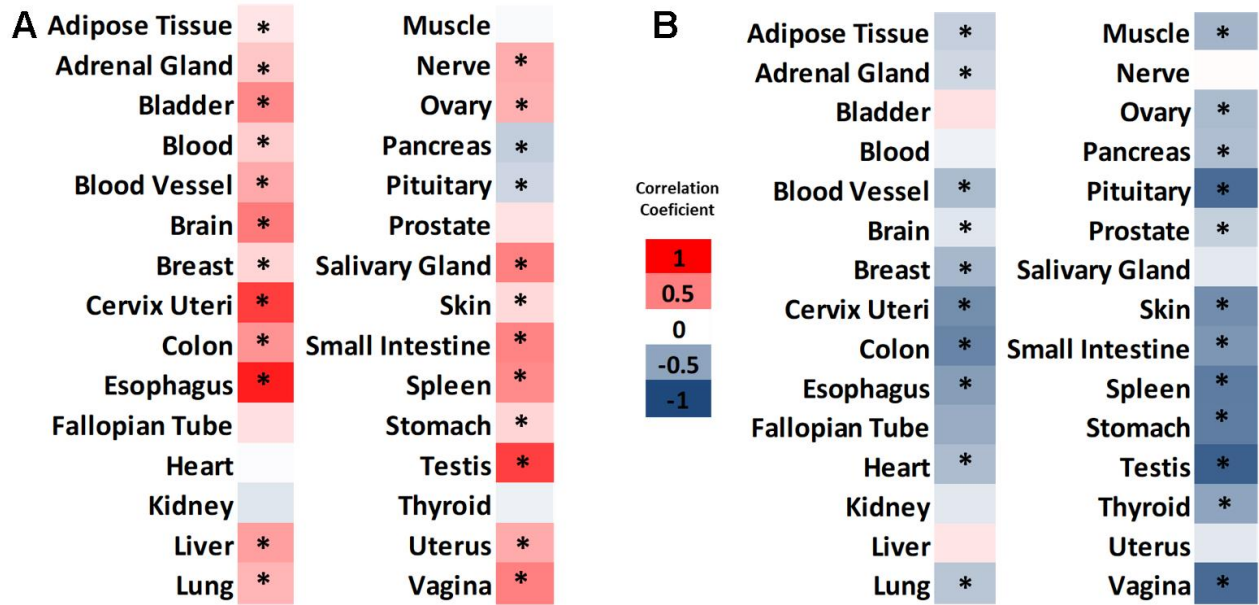 A
Adipose Tissue *
Adrenal Gland *
Bladder *
Blood *
Blood Vessel *
Brain *
Breast *
Cervix Uteri *
Colon *
Esophagus *
Fallopian Tube
Heart
Kidney
Liver *
Lung *
Muscle
Nerve *
Ovary *
Pancreas *
Pituitary *
Prostate
Salivary Gland *
Skin *
Small Intestine *
Spleen *
Stomach *
Testis *
Thyroid
Uterus *
Vagina *
Correlation
Coeficient
1
0.5
0
-0.5
-1
B
Adipose Tissue *
Adrenal Gland *
Bladder
Blood
Blood Vessel *
Brain *
Breast *
Cervix Uteri *
Colon *
Esophagus *
Fallopian Tube
Heart *
Kidney
Liver
Lung *
Muscle *
Nerve
Ovary *
Pancreas *
Pituitary *
Prostate *
Salivary Gland
Skin *
Small Intestine *
Spleen *
Stomach *
Testis *
Thyroid *
Uterus
Vagina *